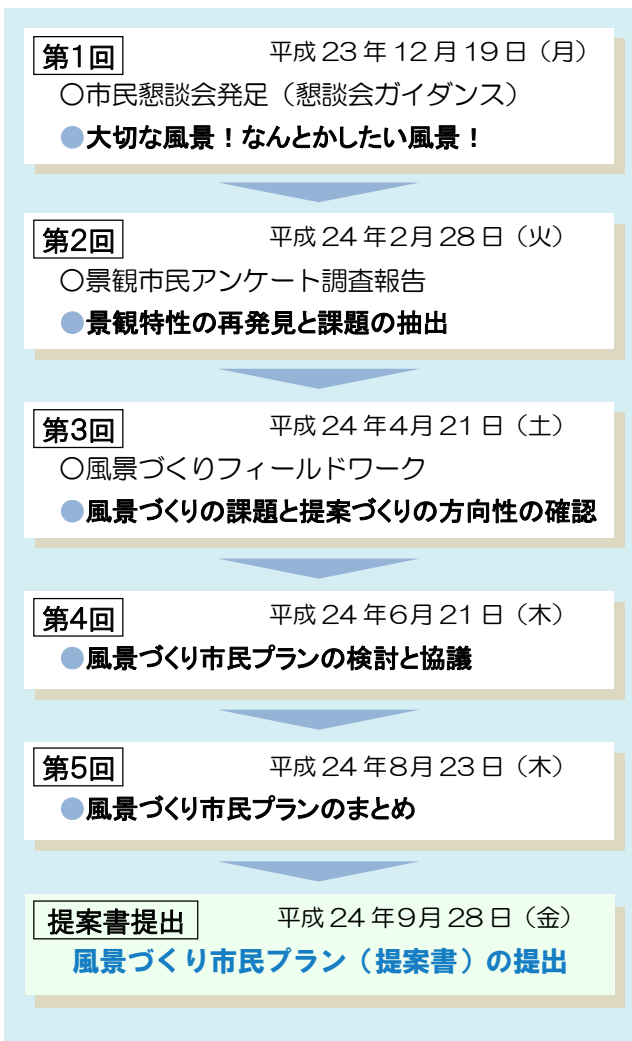 第1回 平成23年12月19日（月）
○市民懇談会発足（懇談会ガイダンス）
●大切な風景！なんとかしたい風景！
第2回 平成24年2月28日（火）
○景観市民アンケート調査報告
●景観特性の再発見と課題の抽出
第3回 平成24年4月21日（土）
○風景づくりフィールドワーク
●風景づくりの課題と提案づくりの方向性の確認
第4回 平成24年6月21日（木）
●風景づくり市民プランの検討と協議
第5回 平成24年8月23日（木）
●風景づくり市民プランのまとめ
提案書提出 平成24年9月28日（金）
風景づくり市民プラン（提案書）の提出